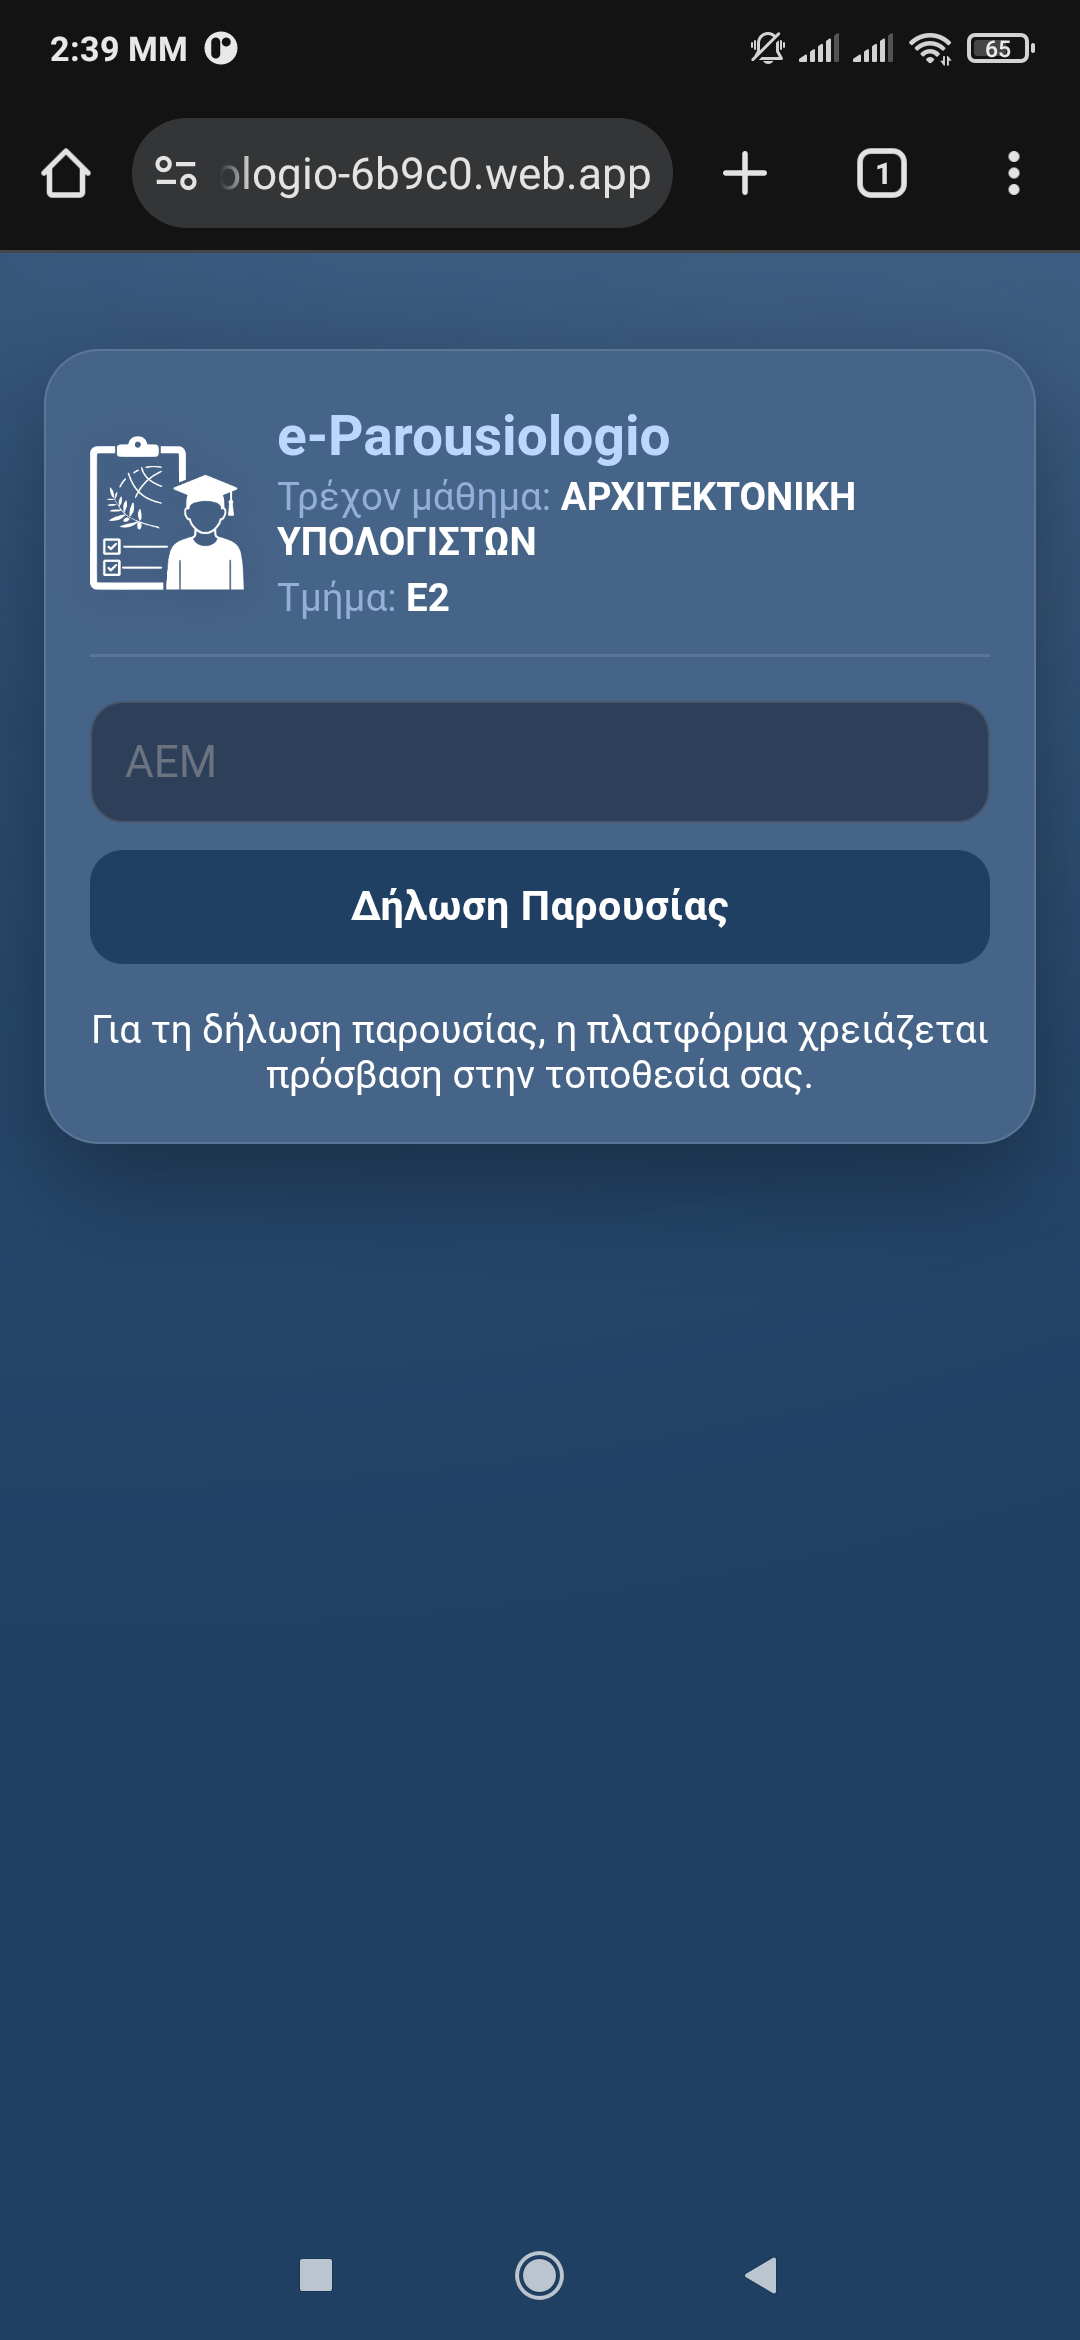 2:39 ΜΜ
65
ologio-6b9c0.web.app
1
e-Parousiologio
Τρέχον μάθημα: ΑΡΧΙΤΕΚΤΟΝΙΚΗ
ΥΠΟΛΟΓΙΣΤΩΝ
Τμήμα: Ε2
ΑΕΜ
Δήλωση Παρουσίας
Για τη δήλωση παρουσίας, η πλατφόρμα χρειάζεται
πρόσβαση στην τοποθεσία σας.